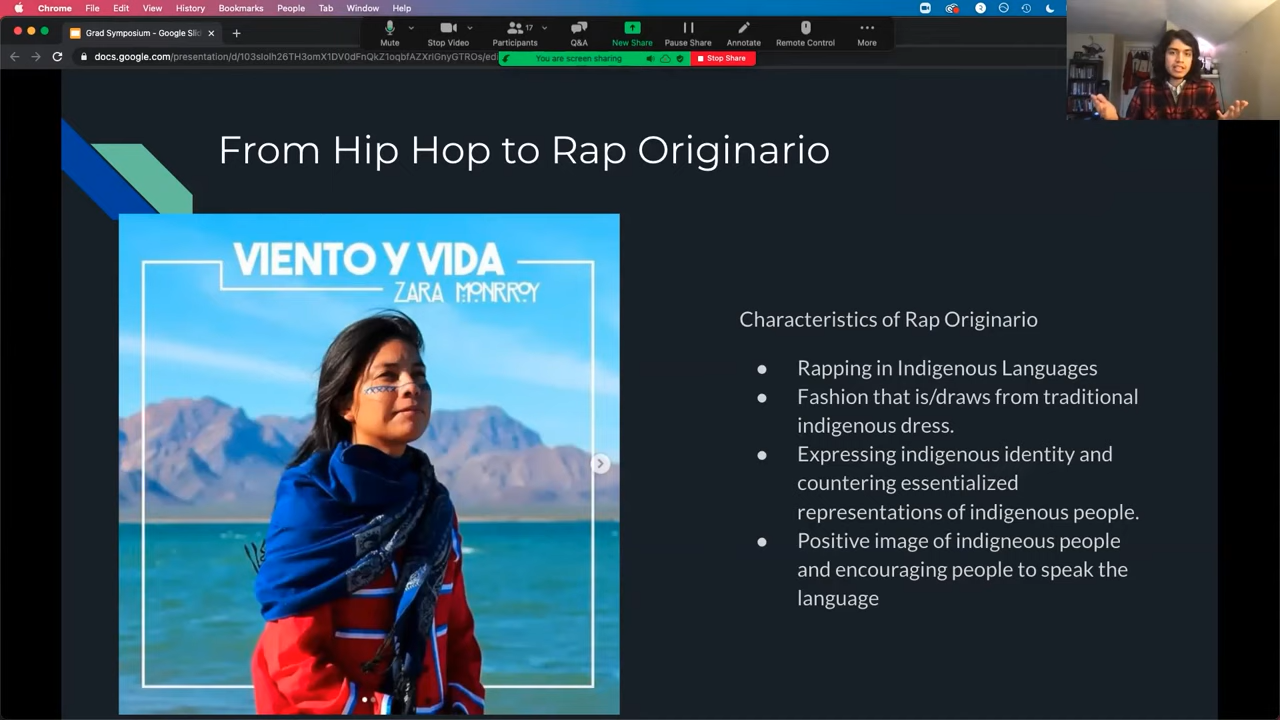 Chrome File Edit View History Bookmarks People Tab Window Help
Grad Symposium - Google Slid
Mute
Stop Video
17
Participants
Q&A
New Share
Pause Share
Annotate
Remote Control
More
You are screen sharing
Stop Share
From Hip Hop to Rap Originario
VIENTO Y VIDA
ZARA MONRROY
Characteristics of Rap Originario
● Rapping in Indigenous Languages
● Fashion that is/draws from traditional
indigenous dress.
● Expressing indigenous identity and
countering essentialized
representations of indigenous people.
● Positive image of indigneous people
and encouraging people to speak the
language